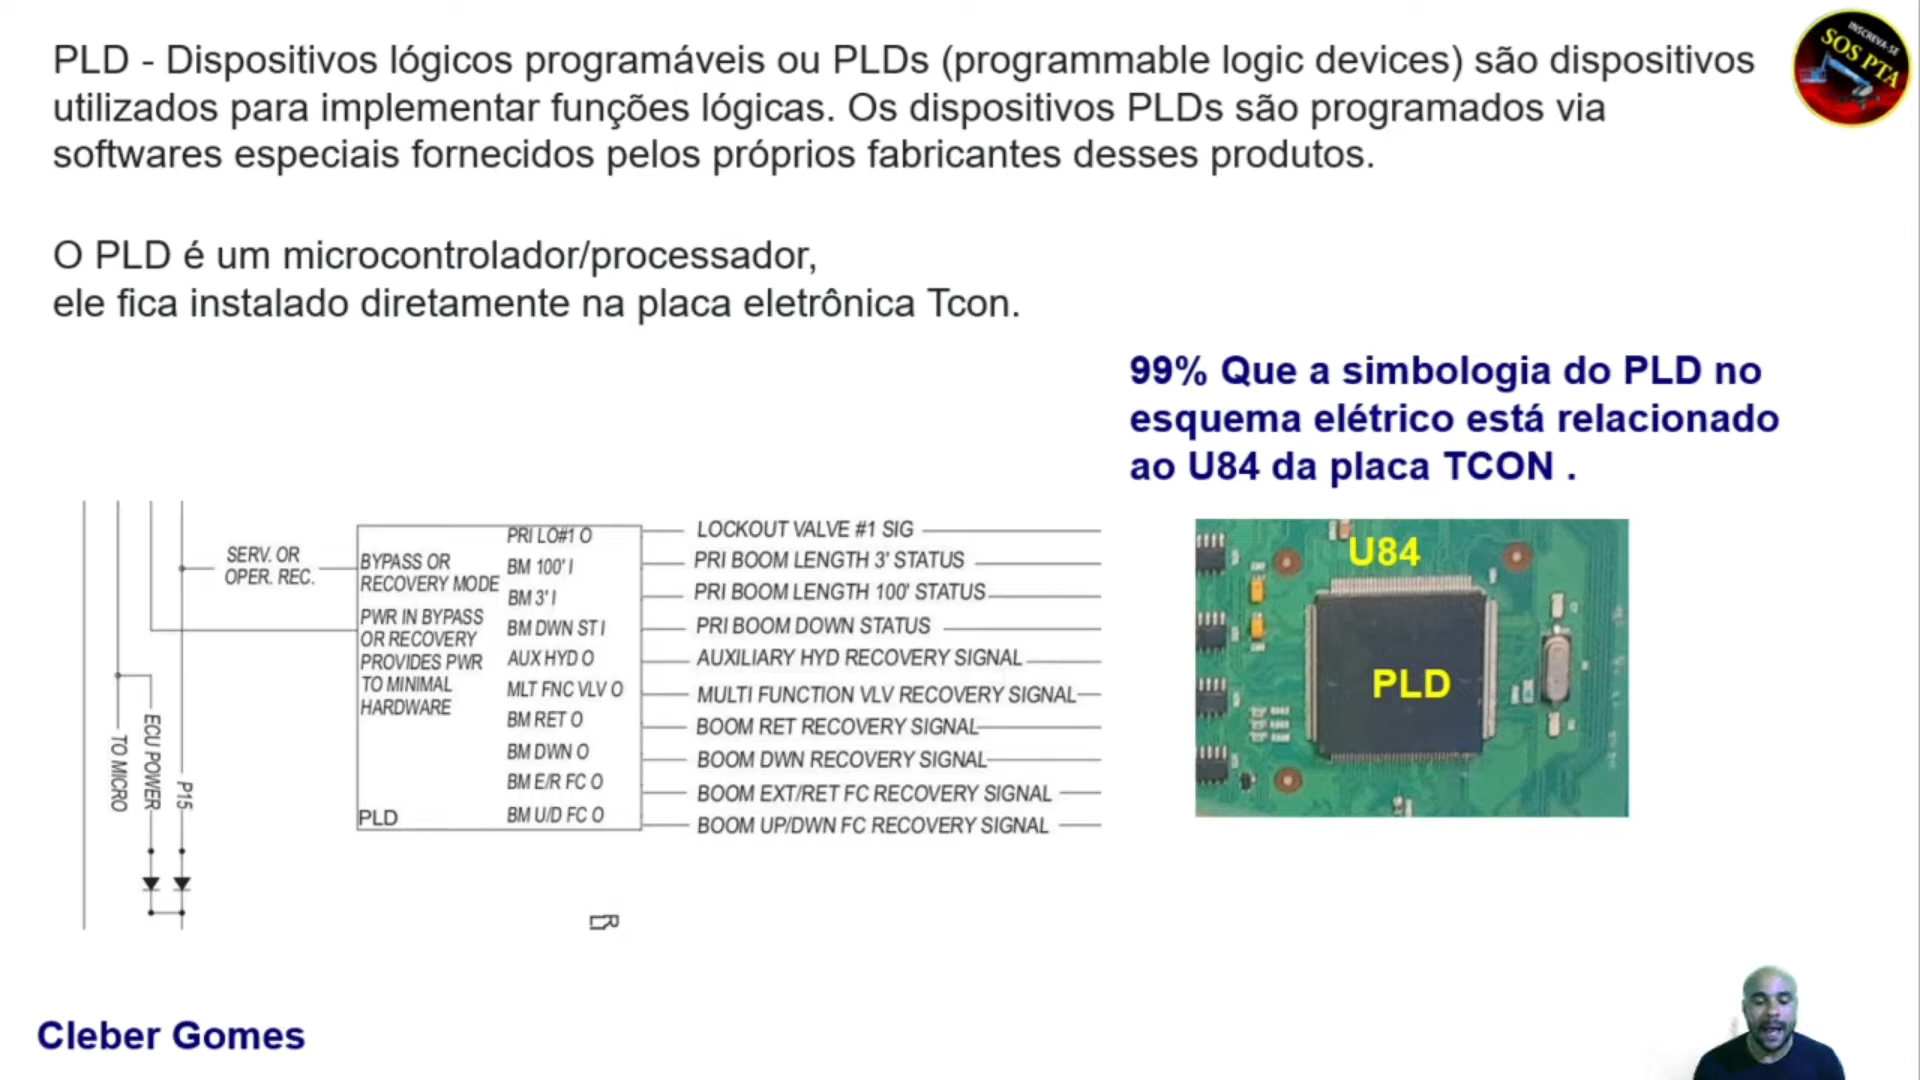 PLD - Dispositivos lógicos programáveis ou PLDs (programmable logic devices) são dispositivos
utilizados para implementar funções lógicas. Os dispositivos PLDs são programados via
softwares especiais fornecidos pelos próprios fabricantes desses produtos.
INSCREVA-SE
SOS PTA
O PLD é um microcontrolador/processador,
ele fica instalado diretamente na placa eletrônica Tcon.
99% Que a simbologia do PLD no
esquema elétrico está relacionado
ao U84 da placa TCON .
SERV. OR
OPER. REC.
TO MICRO
ECU POWER
P15
BYPASS OR
RECOVERY MODE
PWR IN BYPASS
OR RECOVERY
PROVIDES PWR
TO MINIMAL
HARDWARE
PLD
PRI LO#1 O
BM 100' I
BM 3' I
BM DWN ST I
AUX HYD O
MLT FNC VLV O
BM RET O
BM DWN O
BM E/R FC O
BM U/D FC O
LOCKOUT VALVE #1 SIG
PRI BOOM LENGTH 3' STATUS
PRI BOOM LENGTH 100' STATUS
PRI BOOM DOWN STATUS
AUXILIARY HYD RECOVERY SIGNAL
MULTI FUNCTION VLV RECOVERY SIGNAL
BOOM RET RECOVERY SIGNAL
BOOM DWN RECOVERY SIGNAL
BOOM EXT/RET FC RECOVERY SIGNAL
BOOM UP/DWN FC RECOVERY SIGNAL
U84
PLD
Cleber Gomes